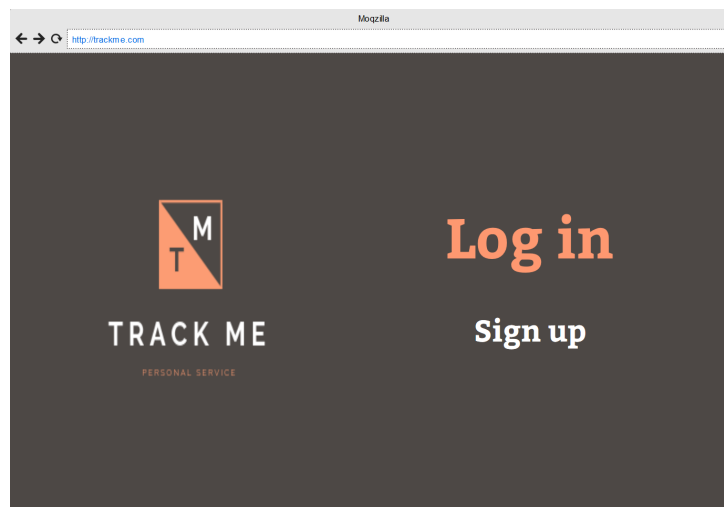 Moqzilla
http://trackme.com
M
T
TRACK ME
PERSONAL SERVICE
Log in
Sign up